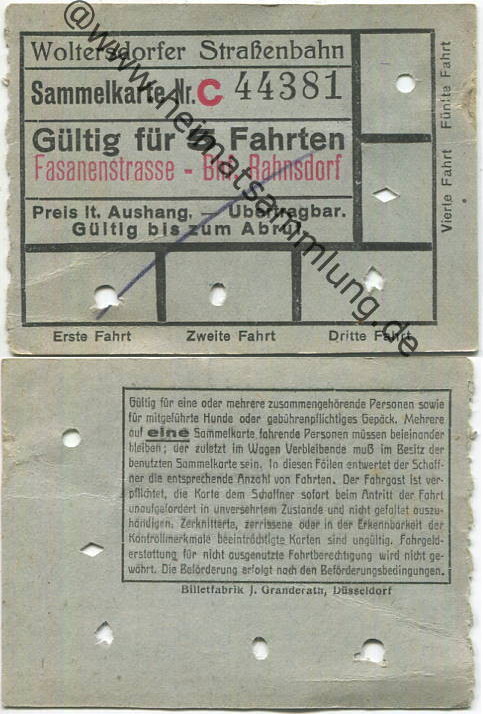 Woltersdorfer Straßenbahn
Sammelkarte Nr. C 44381
Gültig für 5 Fahrten
Fasanenstrasse - Bhf. Rahnsdorf
Preis lt. Aushang. — Übertragbar.
Gültig bis zum Abruf.
Erste Fahrt Zweite Fahrt Dritte Fahrt
Vierte Fahrt Fünfte Fahrt
@www.heimatsammlung.de
Gültig für eine oder mehrere zusammengehörende Personen sowie
für mitgeführte Hunde oder gebührenpflichtiges Gepäck. Mehrere
auf eine Sammelkarte fahrende Personen müssen beieinander
bleiben; der zuletzt im Wagen Verbleibende muß im Besitz der
benutzten Sammelkarte sein. In diesen Fällen entwertet der Schaff-
ner die entsprechende Anzahl von Fahrten. Der Fahrgast ist ver-
pflichtet, die Karte dem Schaffner sofort beim Antritt der Fahrt
unaufgefordert in unversehrtem Zustande und nicht gefaltet auszu-
händigen. Zerknitterte, zerrissene oder in der Erkennbarkeit der
Kontrollmerkmale beeinträchtigte Karten sind ungültig. Fahrgeld-
erstattung für nicht ausgenutzte Fahrtberechtigung wird nicht ge-
währt. Die Beförderung erfolgt nach den Beförderungsbedingungen.
Billetfabrik J. Granderath, Düsseldorf